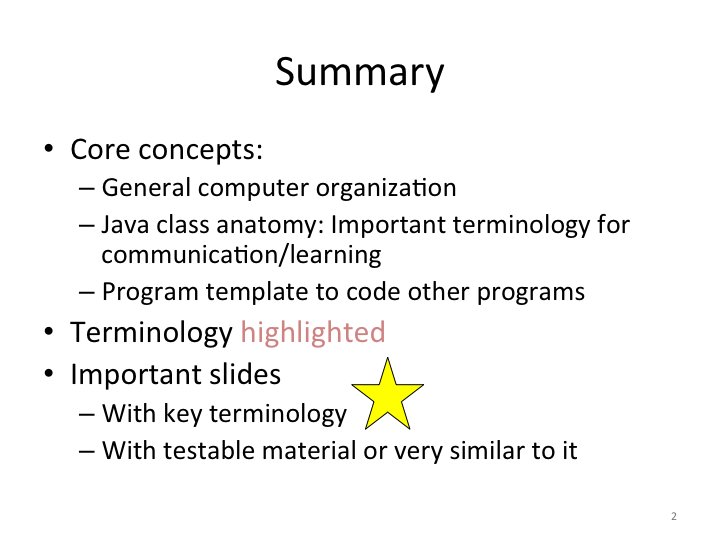 Summary
• Core concepts:
– General computer organization
– Java class anatomy: Important terminology for
communication/learning
– Program template to code other programs
• Terminology highlighted
• Important slides
– With key terminology
– With testable material or very similar to it
2